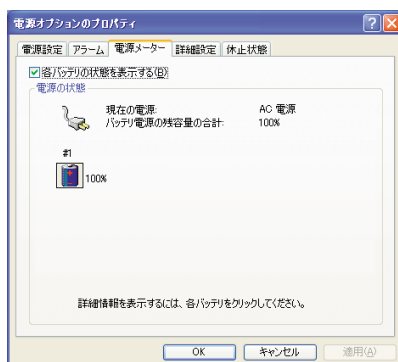 電源オプションのプロパティ
電源設定 アラーム 電源メーター 詳細設定 休止状態
各バッテリの状態を表示する(B)
電源の状態
現在の電源: AC 電源
バッテリ電源の残容量の合計: 100%
#1
100%
詳細情報を表示するには、各バッテリをクリックしてください。
OK キャンセル 適用(A)